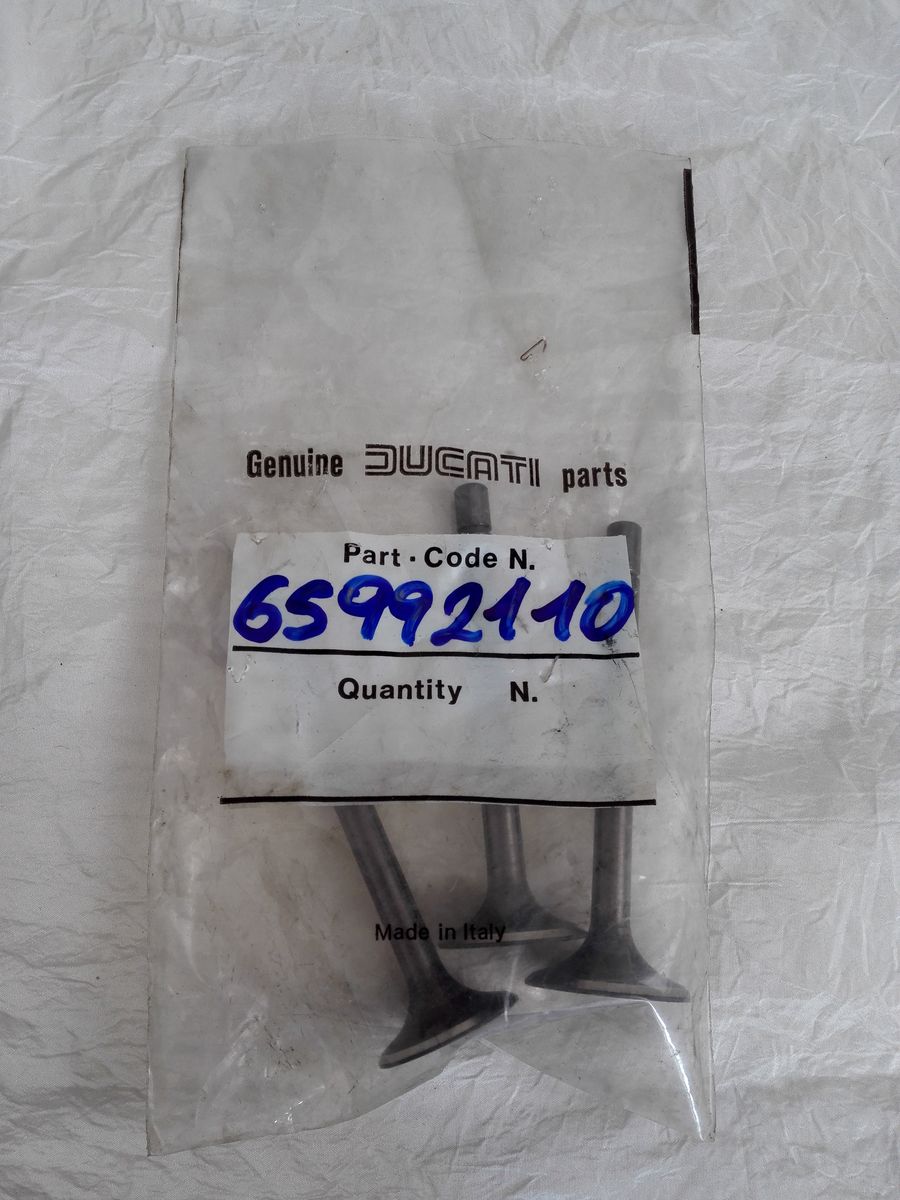 Genuine DUCATI parts
Part · Code N.
65992110
Quantity N.
Made in Italy